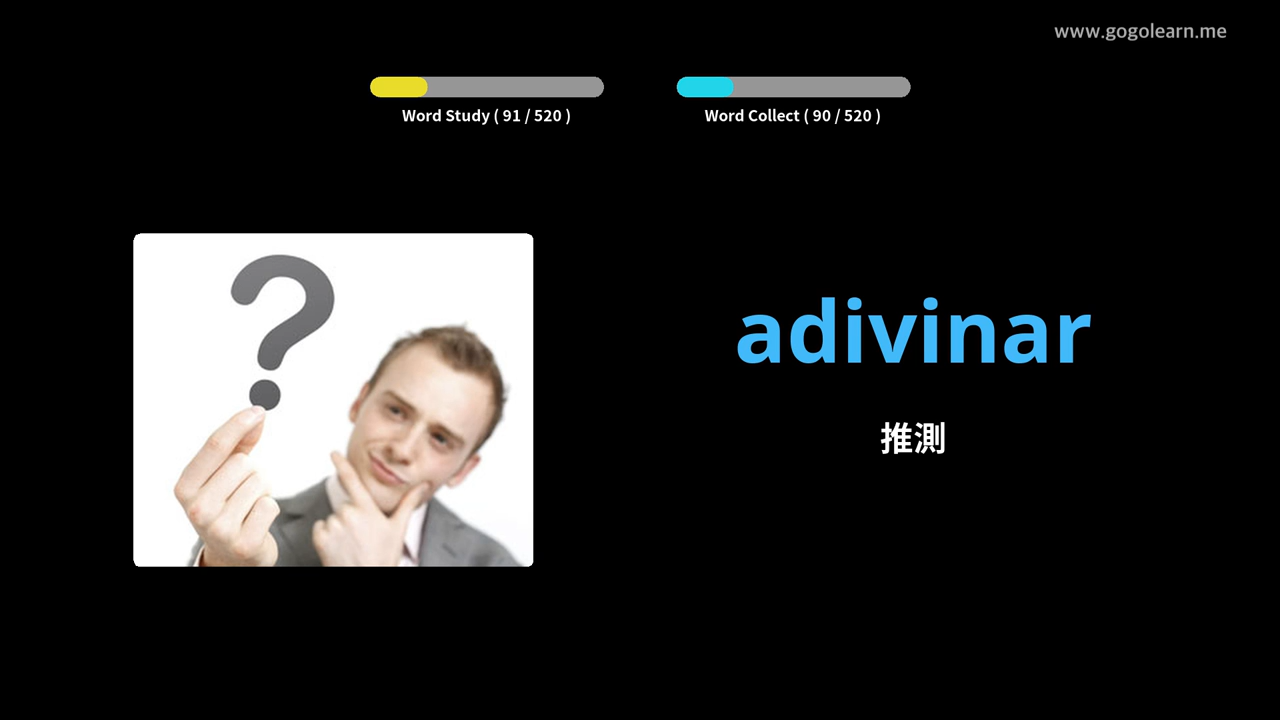 www.gogolearn.me
Word Study ( 91 / 520 )
Word Collect ( 90 / 520 )
?
adivinar
推測